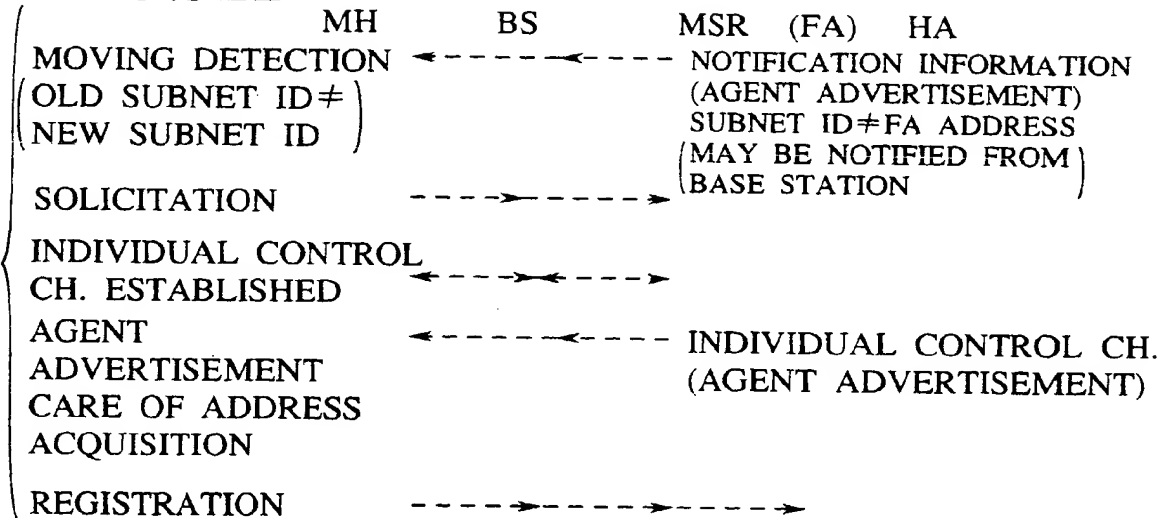 MH BS MSR (FA) HA
MOVING DETECTION
(OLD SUBNET ID≠
NEW SUBNET ID)
NOTIFICATION INFORMATION
(AGENT ADVERTISEMENT)
SUBNET ID≠FA ADDRESS
(MAY BE NOTIFIED FROM
BASE STATION)
SOLICITATION
INDIVIDUAL CONTROL
CH. ESTABLISHED
AGENT
ADVERTISEMENT
CARE OF ADDRESS
ACQUISITION
INDIVIDUAL CONTROL CH.
(AGENT ADVERTISEMENT)
REGISTRATION